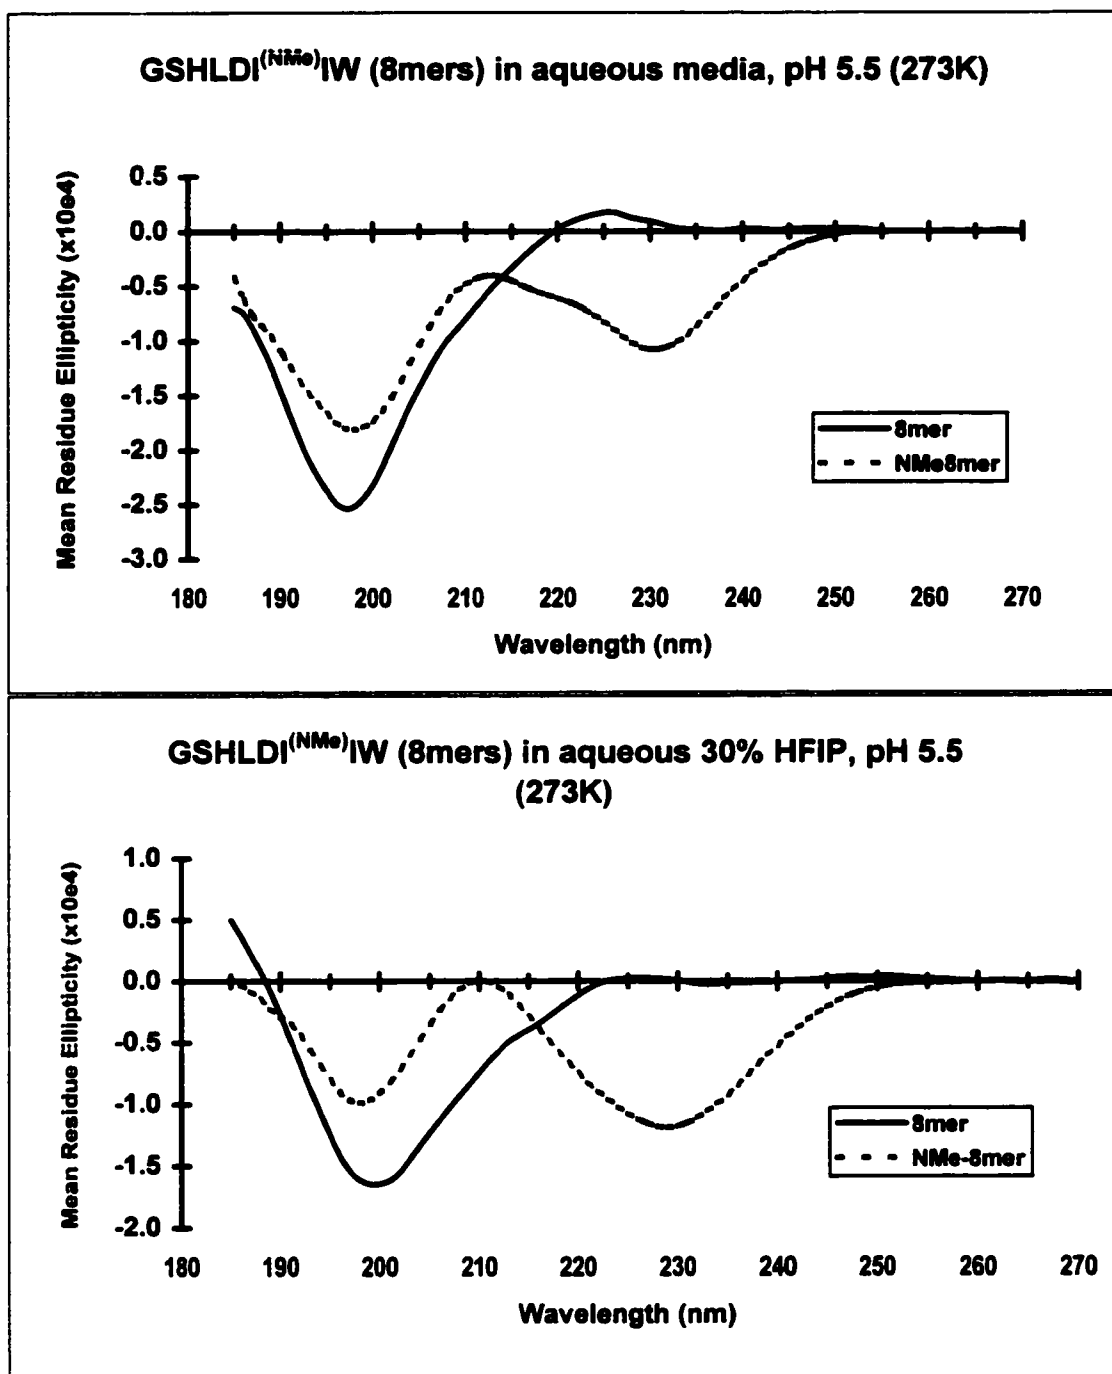 GSHLDI(NMe)IW (8mers) in aqueous media, pH 5.5 (273K)
Mean Residue Ellipticity (x10e4)
0.5
0.0
-0.5
-1.0
-1.5
-2.0
-2.5
-3.0
8mer
NMe8mer
180 190 200 210 220 230 240 250 260 270
Wavelength (nm)
GSHLDI(NMe)IW (8mers) in aqueous 30% HFIP, pH 5.5
(273K)
Mean Residue Ellipticity (x10e4)
1.0
0.5
0.0
-0.5
-1.0
-1.5
-2.0
8mer
NMe-8mer
180 190 200 210 220 230 240 250 260 270
Wavelength (nm)